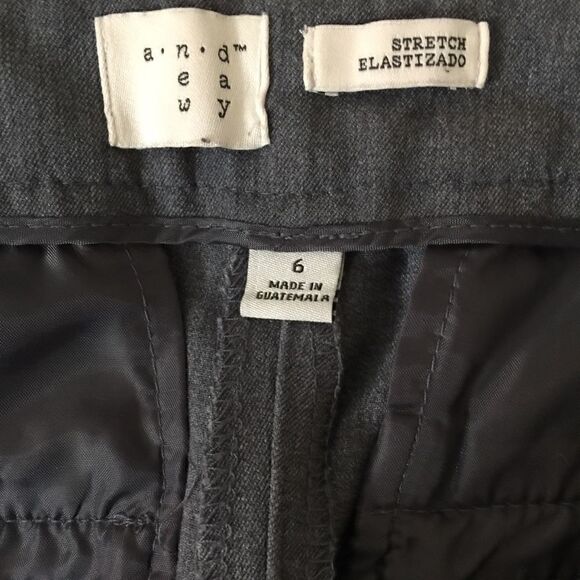 a·n·d™
e a
w y
STRETCH
ELASTIZADO
6
MADE IN
GUATEMALA